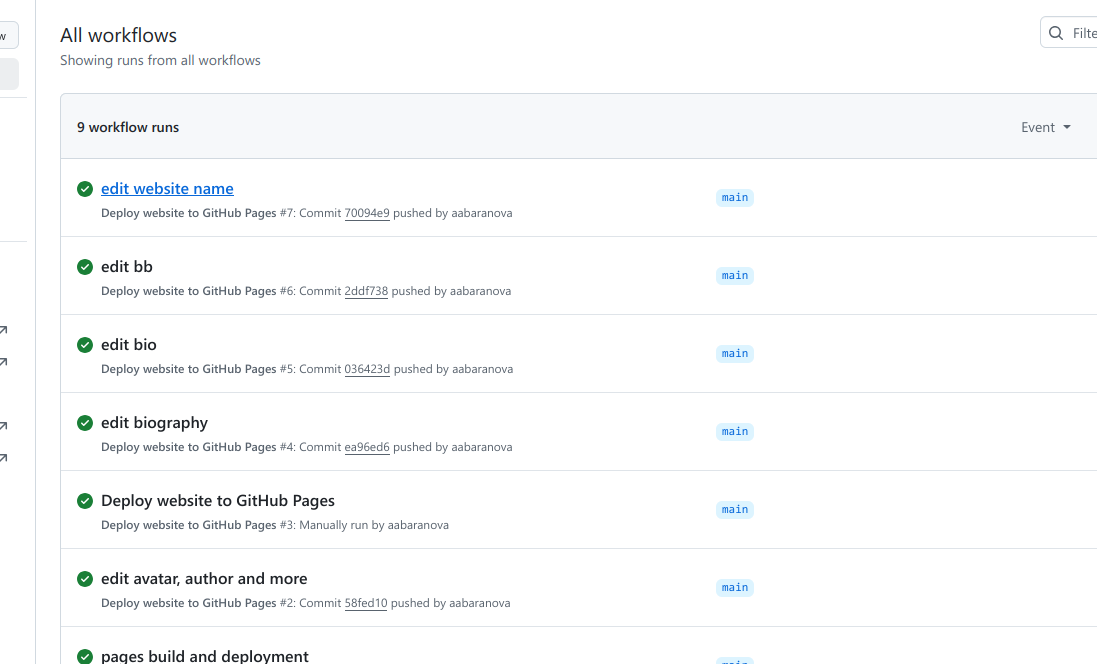 All workflows
Showing runs from all workflows
9 workflow runs
Event
edit website name
Deploy website to GitHub Pages #7: Commit 70094e9 pushed by aabaranova
main
edit bb
Deploy website to GitHub Pages #6: Commit 2ddf738 pushed by aabaranova
main
edit bio
Deploy website to GitHub Pages #5: Commit 036423d pushed by aabaranova
main
edit biography
Deploy website to GitHub Pages #4: Commit ea96ed6 pushed by aabaranova
main
Deploy website to GitHub Pages
Deploy website to GitHub Pages #3: Manually run by aabaranova
main
edit avatar, author and more
Deploy website to GitHub Pages #2: Commit 58fed10 pushed by aabaranova
main
pages build and deployment